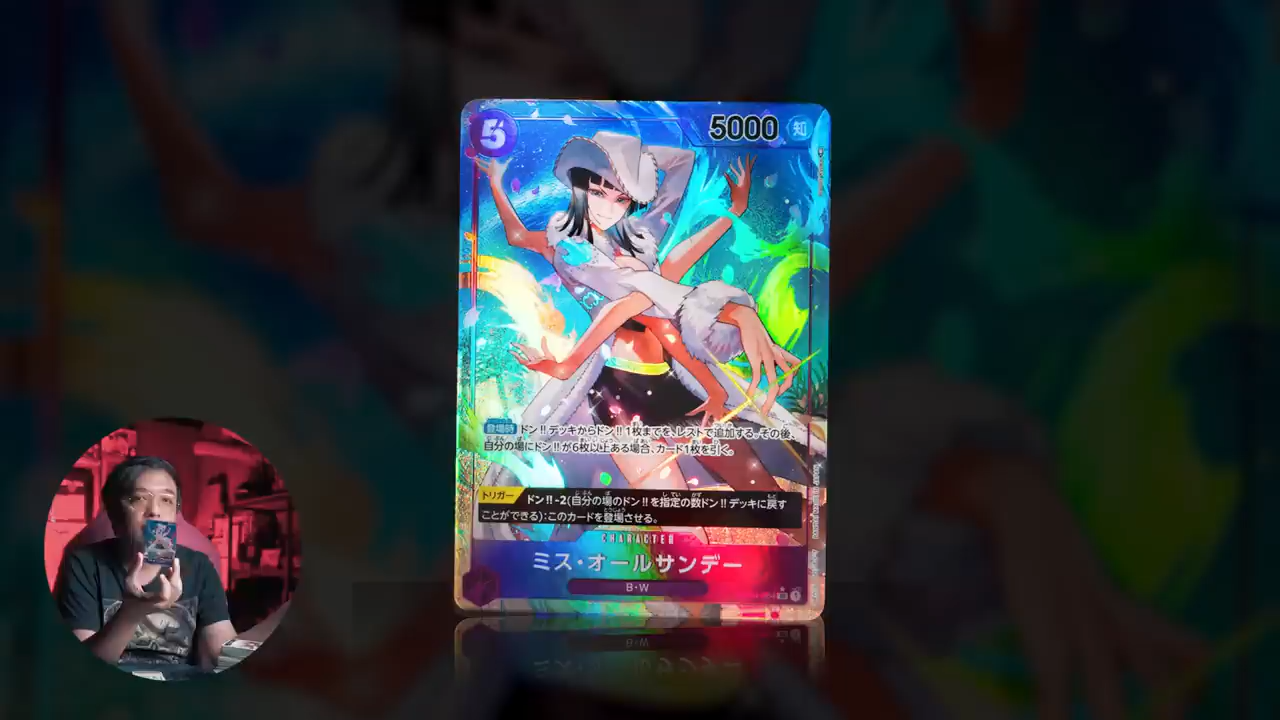 5
5000
知
登場時 ドン!!デッキからドン!!1枚までを、レストで追加する。その後、
自分の場にドン!!が6枚以上ある場合、カード1枚を引く。
トリガー ドン!!-2(自分の場のドン!!を指定の数ドン!!デッキに戻す
ことができる):このカードを登場させる。
CHARACTER
ミス・オールサンデー
B・W